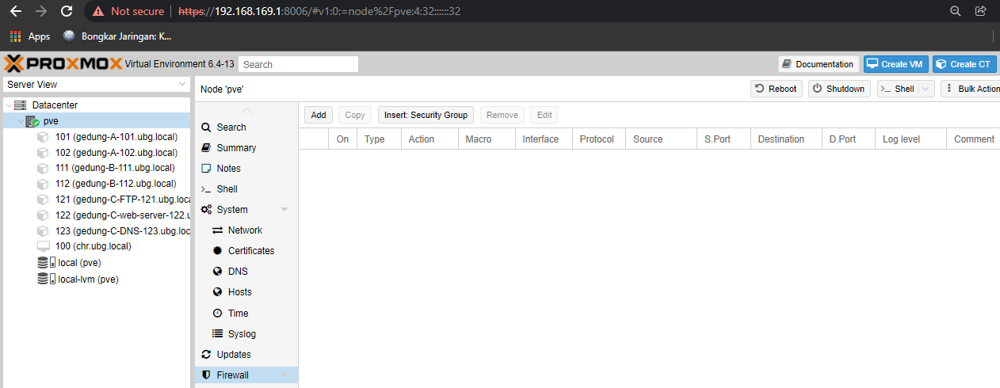 Not secure https://192.168.169.1:8006/#v1:0:=node%2Fpve:4:32::::::32
Apps Bongkar Jaringan: K...
PROXMOX Virtual Environment 6.4-13 Search Documentation Create VM Create CT
Server View
Node 'pve' Reboot Shutdown >_ Shell Bulk Action
Datacenter
pve
101 (gedung-A-101.ubg.local)
102 (gedung-A-102.ubg.local)
111 (gedung-B-111.ubg.local)
112 (gedung-B-112.ubg.local)
121 (gedung-C-FTP-121.ubg.loca
122 (gedung-C-web-server-122.u
123 (gedung-C-DNS-123.ubg.loc
100 (chr.ubg.local)
local (pve)
local-lvm (pve)
Search
Summary
Notes
>_ Shell
System
Network
Certificates
DNS
Hosts
Time
Syslog
Updates
Firewall
Add Copy Insert: Security Group Remove Edit
On Type Action Macro Interface Protocol Source S.Port Destination D.Port Log level Comment